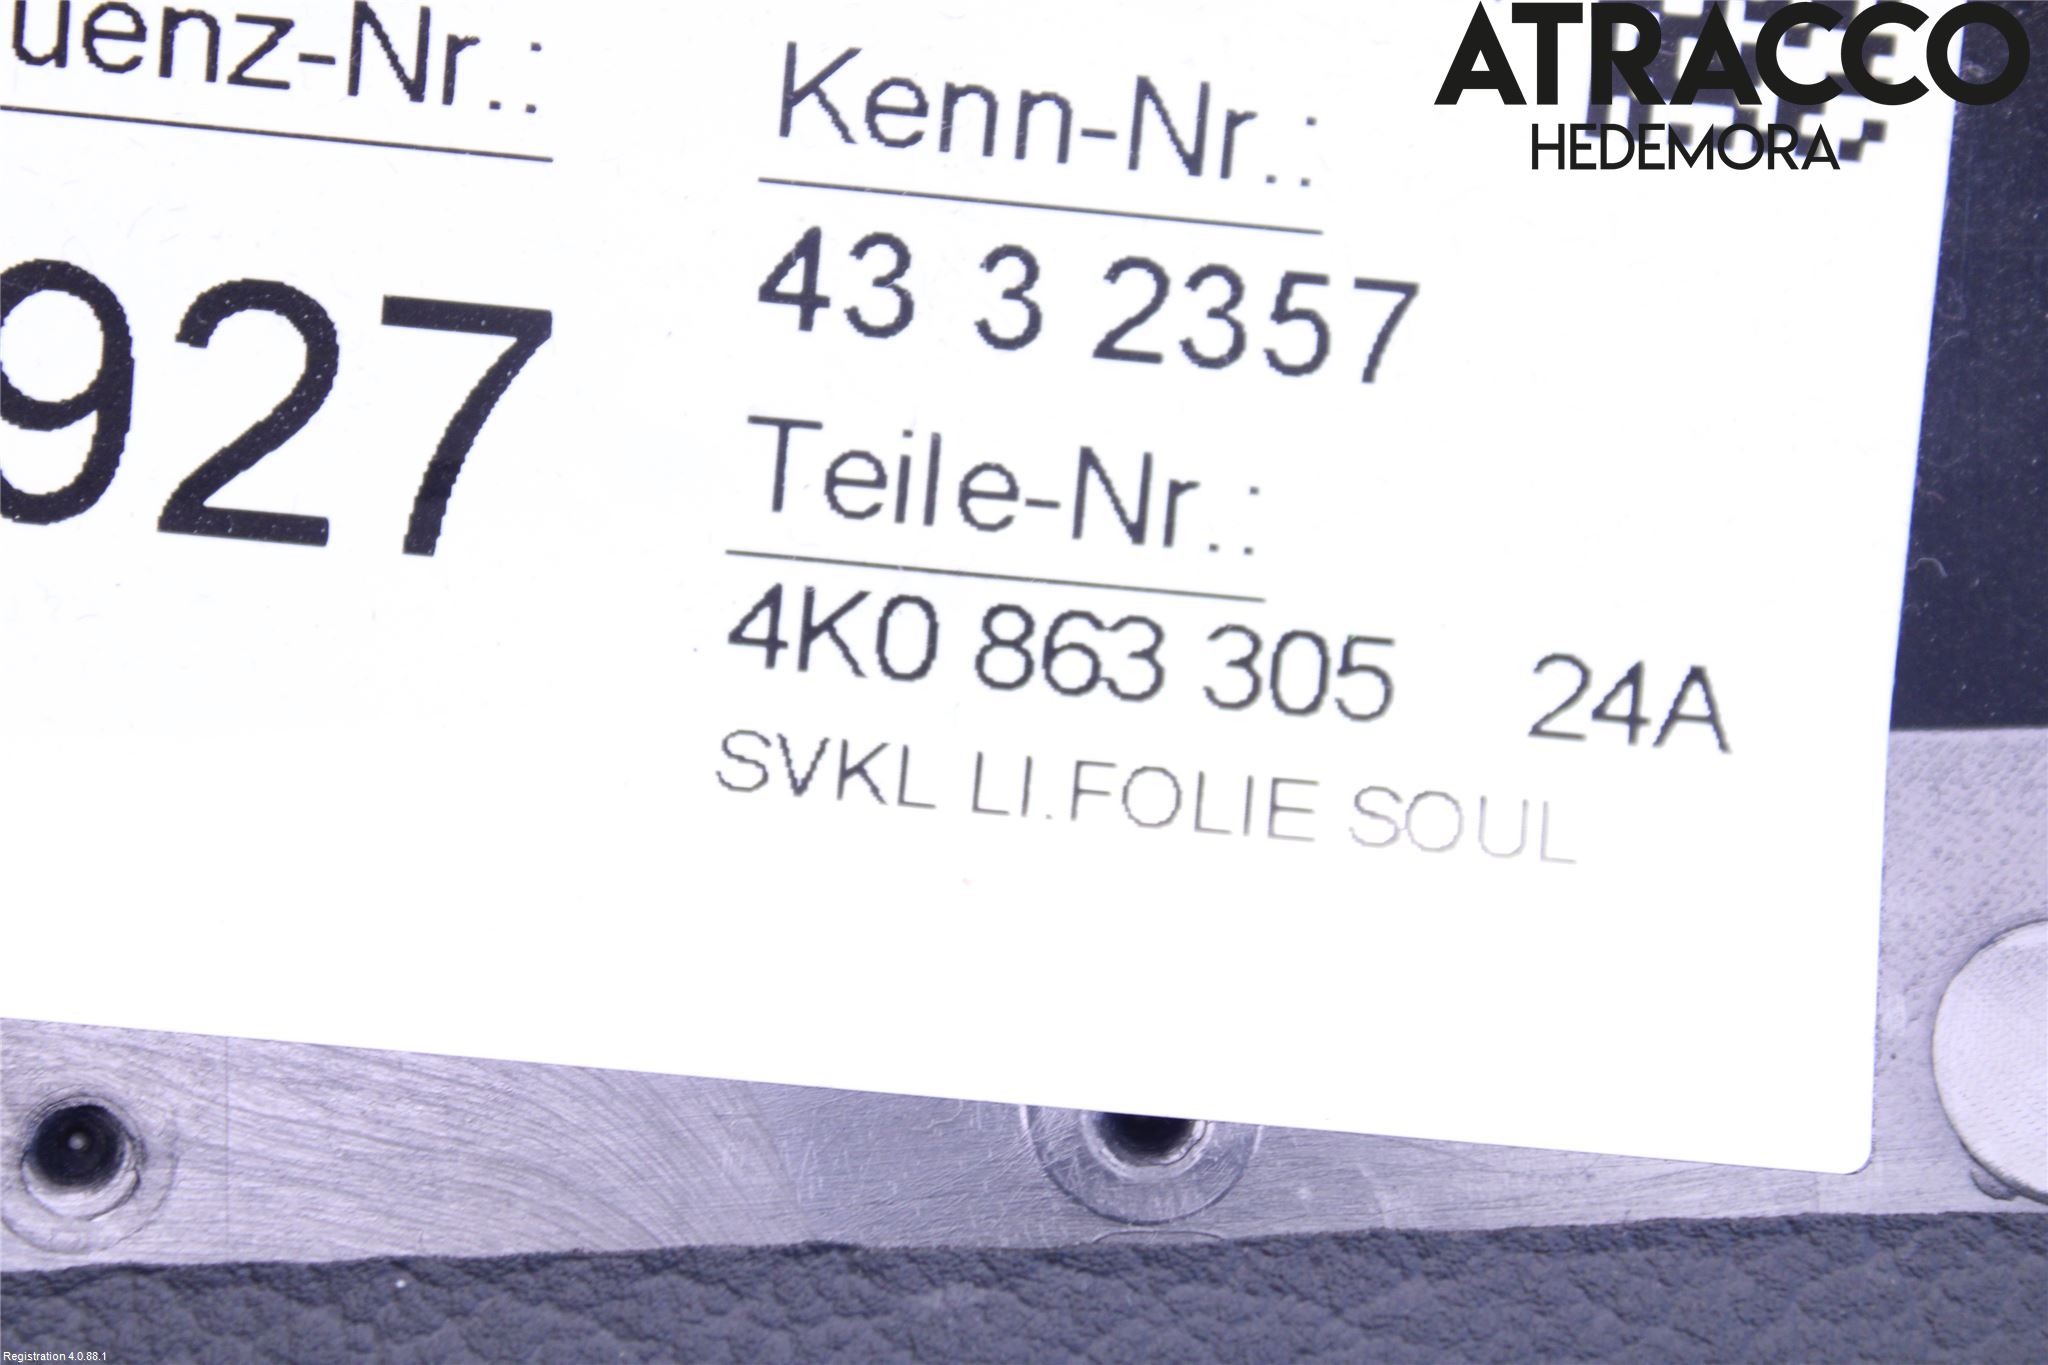 uenz-Nr.:
927
Kenn-Nr.:
43 3 2357
Teile-Nr.:
4K0 863 305 24A
SVKL LI.FOLIE SOUL
ATRACCO
HEDEMORA
Registration 4.0.88.1